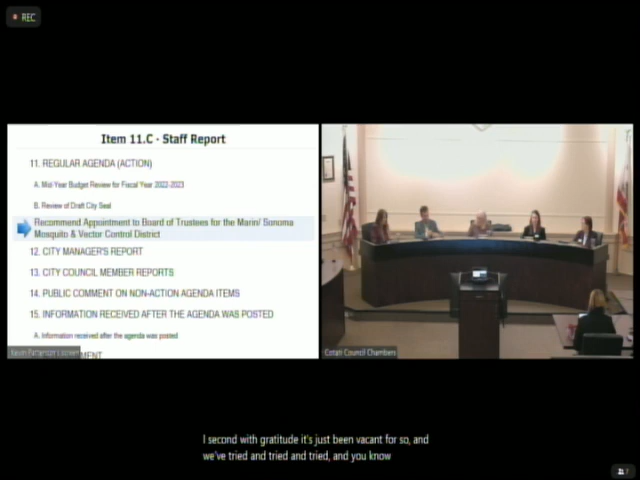 REC
Item 11.C - Staff Report
11. REGULAR AGENDA (ACTION)
A. Mid-Year Budget Review for Fiscal Year 2022-2023
B. Review of Draft City Seal
Recommend Appointment to Board of Trustees for the Marin/ Sonoma
Mosquito & Vector Control District
12. CITY MANAGER'S REPORT
13. CITY COUNCIL MEMBER REPORTS
14. PUBLIC COMMENT ON NON-ACTION AGENDA ITEMS
15. INFORMATION RECEIVED AFTER THE AGENDA WAS POSTED
A. Information received after the agenda was posted
MENT
Cotati Council Chambers
I second with gratitude it's just been vacant for so, and
we've tried and tried and tried, and you know